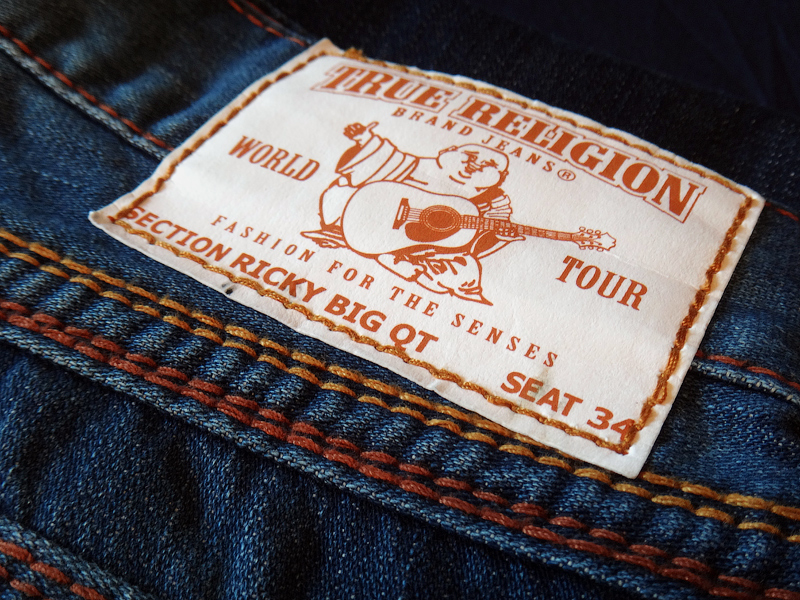 TRUE RELIGION
BRAND JEANS®
WORLD TOUR
FASHION FOR THE SENSES
SECTION RICKY BIG QT
SEAT 34